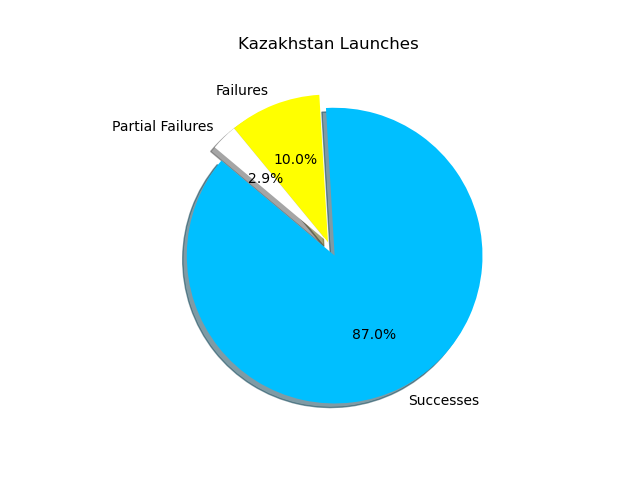 Kazakhstan Launches
Failures
Partial Failures
10.0%
2.9%
87.0%
Successes